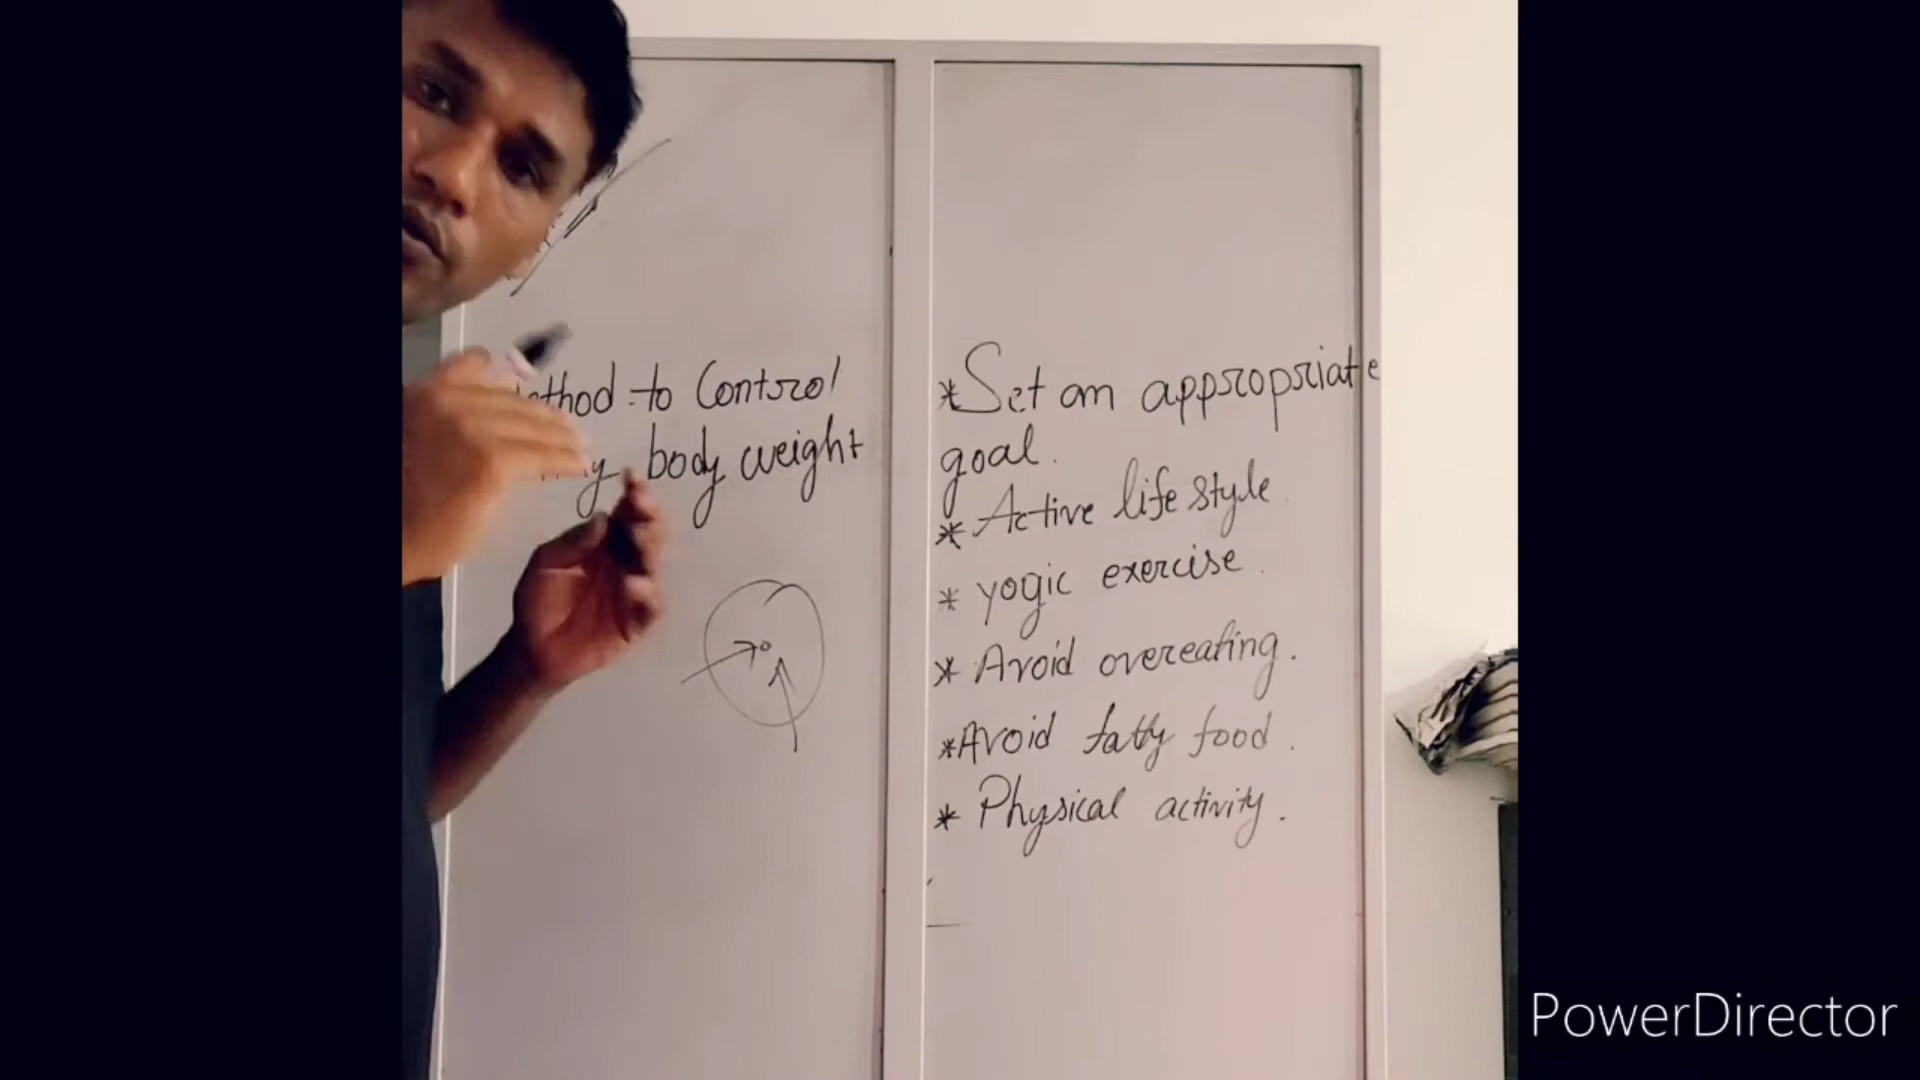 to Control
body weight
*Set an appropriate
goal.
* Active life style
* yogic exercise.
* Avoid overeating.
*Avoid fatty food.
* Physical activity.
PowerDirector